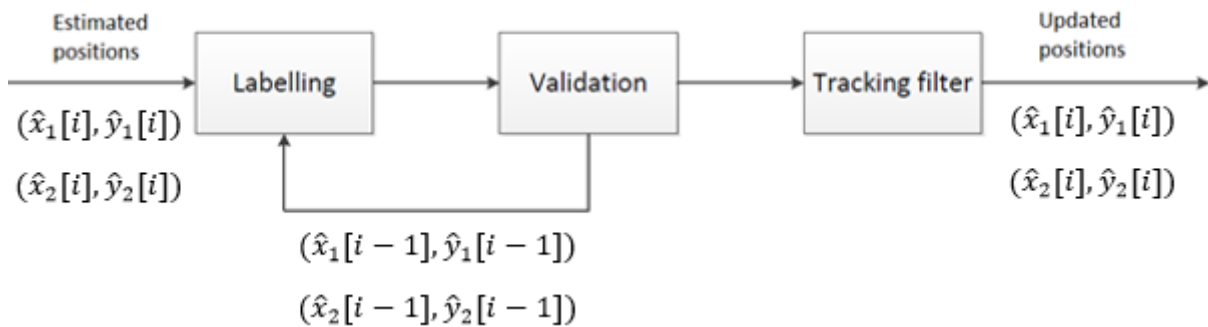 Estimated
positions
Labelling
Validation
Tracking filter
Updated
positions
(x̂₁[i], ŷ₁[i])
(x̂₂[i], ŷ₂[i])
(x̂₁[i − 1], ŷ₁[i − 1])
(x̂₂[i − 1], ŷ₂[i − 1])
(x̂₁[i], ŷ₁[i])
(x̂₂[i], ŷ₂[i])